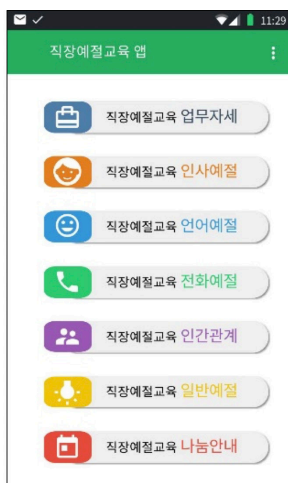 11:29
직장예절교육 앱
직장예절교육 업무자세
직장예절교육 인사예절
직장예절교육 언어예절
직장예절교육 전화예절
직장예절교육 인간관계
직장예절교육 일반예절
직장예절교육 나눔안내